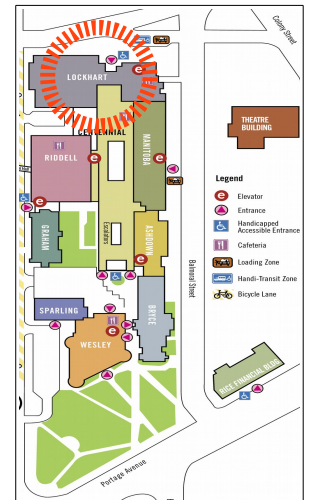 Colony Street
LOCKHART
CENTENNIAL
THEATRE
BUILDING
RIDDELL
MANITOBA
Legend
Elevator
Entrance
Handicapped
Accessible Entrance
Cafeteria
Loading Zone
Handi-Transit Zone
Bicycle Lane
GRAHAM
Escalators
ASHDOWN
Balmoral Street
SPARLING
BRYCE
WESLEY
RICE FINANCIAL BLDG
Portage Avenue